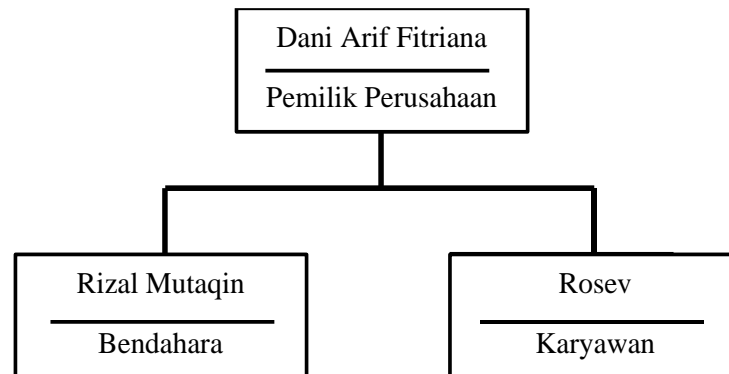 Dani Arif Fitriana
Pemilik Perusahaan
Rizal Mutaqin
Bendahara
Rosev
Karyawan